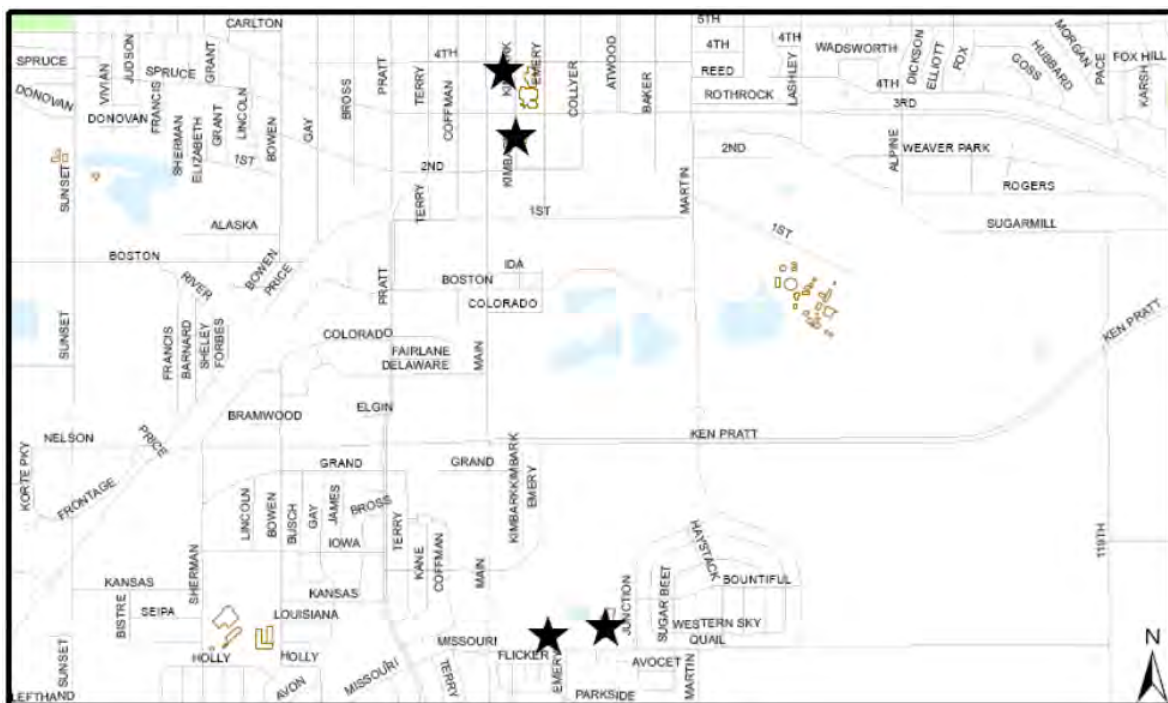 CARLTON
5TH
SPRUCE
VIVIAN
JUDSON
SPRUCE
GRANT
4TH
4TH
4TH
WADSWORTH
DICKSON
ELLIOTT
FOX
GOSS
HUBBARD
MORGAN
PACE
FOX HILL
KARSH
DONOVAN
DONOVAN
FRANCIS
SHERMAN
ELIZABETH
GRANT
LINCOLN
BOWEN
GAY
BROSS
PRATT
TERRY
COFFMAN
EMERY
COLLYER
ATWOOD
BAKER
REED
ROTHROCK
LASHLEY
4TH
3RD
1ST
2ND
2ND
ALPINE
WEAVER PARK
SUNSET
TERRY
MARTIN
ROGERS
1ST
1ST
SUGARMILL
ALASKA
BOSTON
RIVER
BOWEN
PRICE
PRATT
IDA
BOSTON
COLORADO
SUNSET
FRANCIS
BARNARD
SHELEY
FORBES
COLORADO
FAIRLANE
DELAWARE
MAIN
KEN PRATT
ELGIN
BRAMWOOD
NELSON
PRICE
KEN PRATT
KORTE PKY
FRONTAGE
GRAND
GRAND
KIMBARK
KIMBARK
EMERY
LINCOLN
BOWEN
BUSCH
GAY
JAMES
BROSS
IOWA
TERRY
KANE
COFFMAN
MAIN
HAYSTACK
119TH
KANSAS
SHERMAN
KANSAS
BOUNTIFUL
SUGAR BEET
BISTRE
SEIPA
LOUISIANA
JUNCTION
WESTERN SKY
QUAIL
N
SUNSET
HOLLY
HOLLY
MISSOURI
FLICKER
EMERY
AVOCET
MARTIN
AVON
MISSOURI
TERRY
PARKSIDE
LEFTHAND